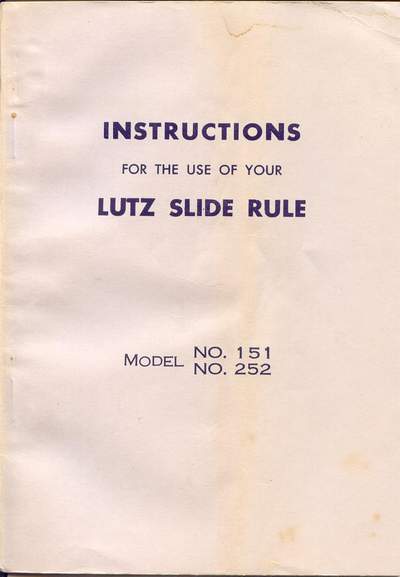 INSTRUCTIONS
FOR THE USE OF YOUR
LUTZ SLIDE RULE
MODEL NO. 151
NO. 252